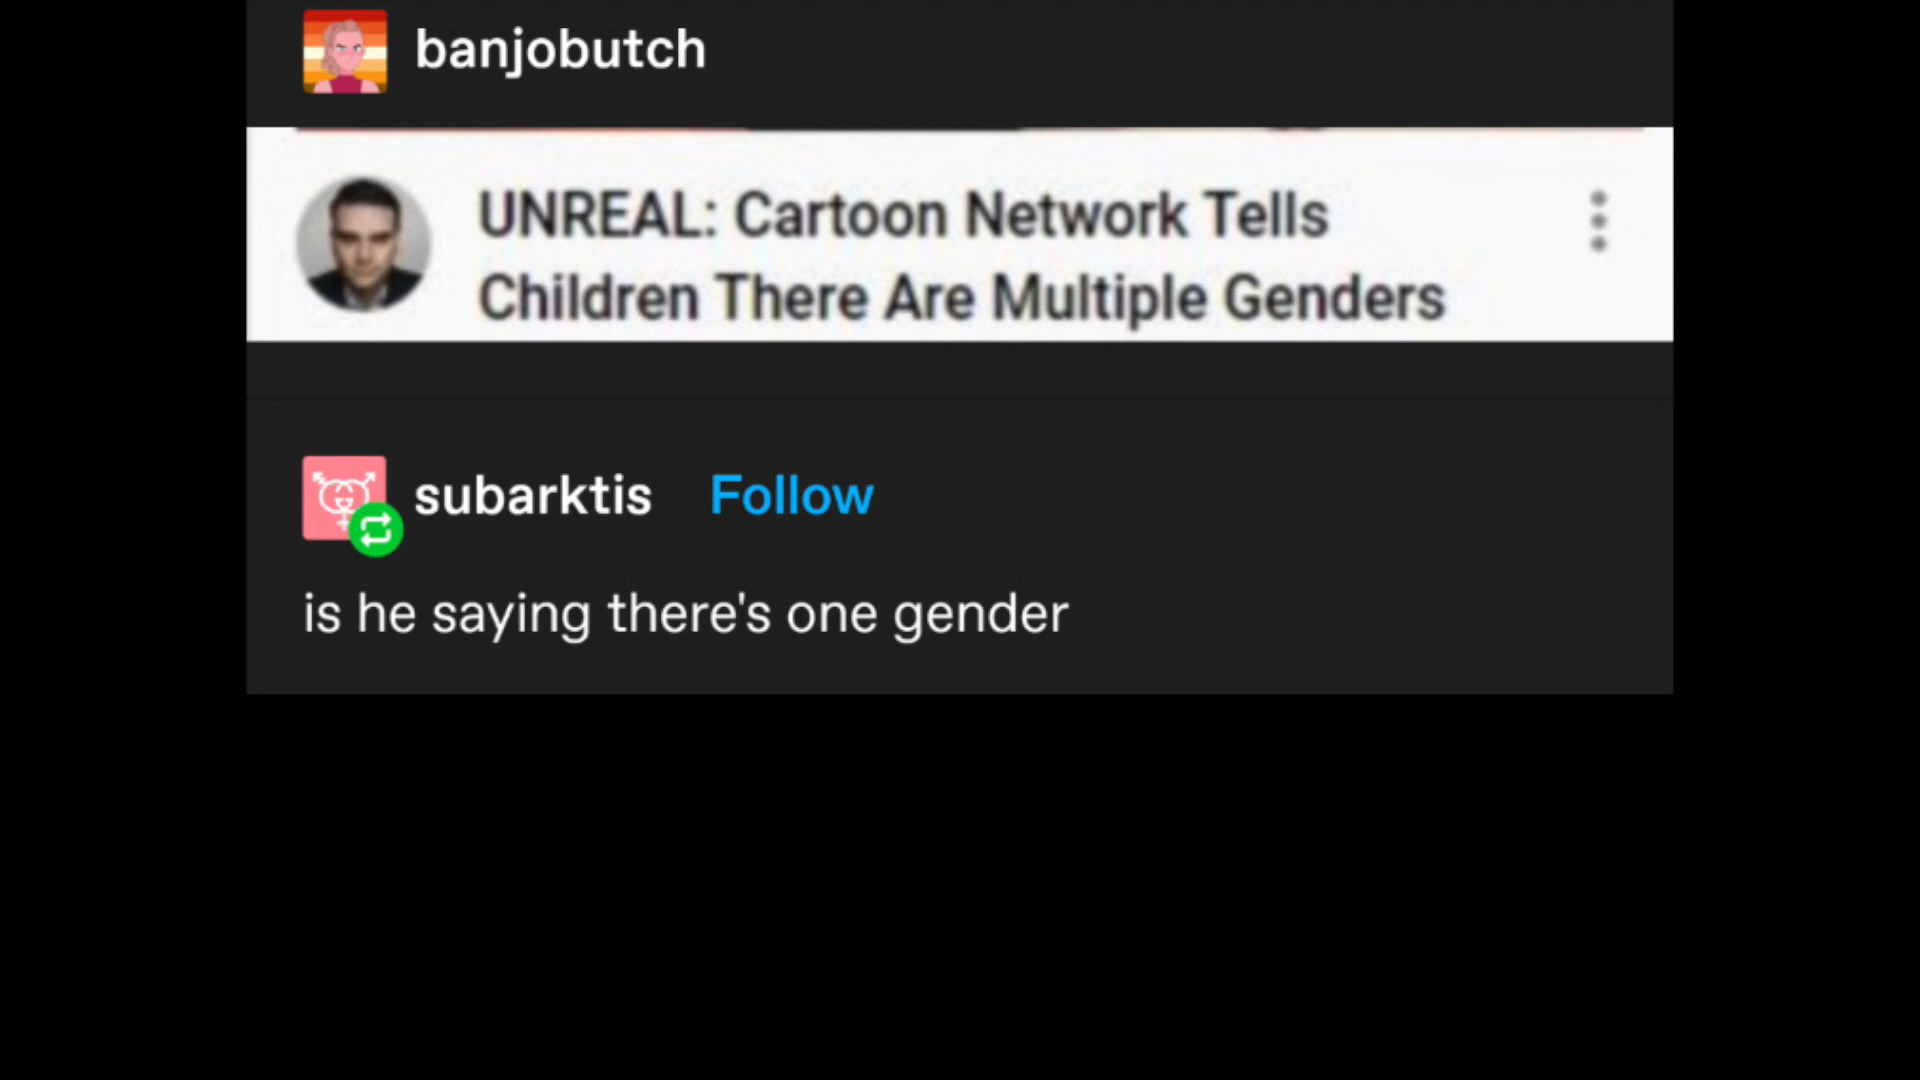 banjobutch
UNREAL: Cartoon Network Tells
Children There Are Multiple Genders
subarktis Follow
is he saying there's one gender